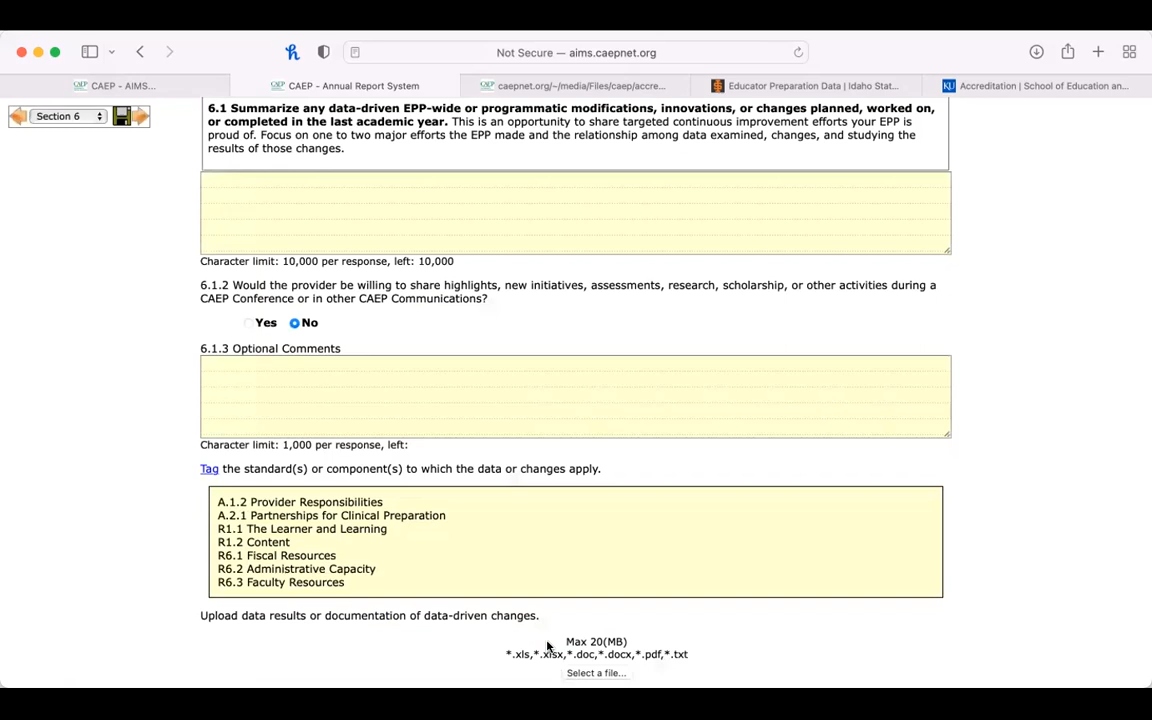 Not Secure — aims.caepnet.org
CAEP - AIMS...
CAEP - Annual Report System
caepnet.org/~/media/Files/caep/accre...
Educator Preparation Data | Idaho Stat...
KU
Accreditation | School of Education an...
Section 6
6.1 Summarize any data-driven EPP-wide or programmatic modifications, innovations, or changes planned, worked on,
or completed in the last academic year. This is an opportunity to share targeted continuous improvement efforts your EPP is
proud of. Focus on one to two major efforts the EPP made and the relationship among data examined, changes, and studying the
results of those changes.
Character limit: 10,000 per response, left: 10,000
6.1.2 Would the provider be willing to share highlights, new initiatives, assessments, research, scholarship, or other activities during a
CAEP Conference or in other CAEP Communications?
Yes No
6.1.3 Optional Comments
Character limit: 1,000 per response, left:
Tag the standard(s) or component(s) to which the data or changes apply.
A.1.2 Provider Responsibilities
A.2.1 Partnerships for Clinical Preparation
R1.1 The Learner and Learning
R1.2 Content
R6.1 Fiscal Resources
R6.2 Administrative Capacity
R6.3 Faculty Resources
Upload data results or documentation of data-driven changes.
Max 20(MB)
*.xls,*.xlsx,*.doc,*.docx,*.pdf,*.txt
Select a file...